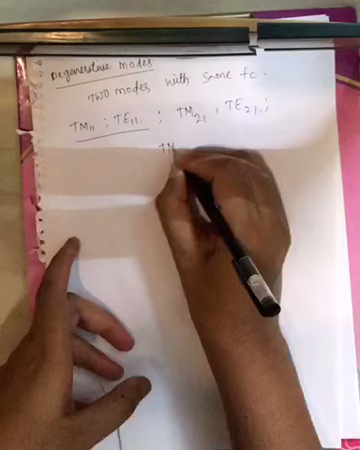 Degenerative modes
Two modes with same fc.
TM11 ; TE11. ; TM21 , TE21. ;
TM